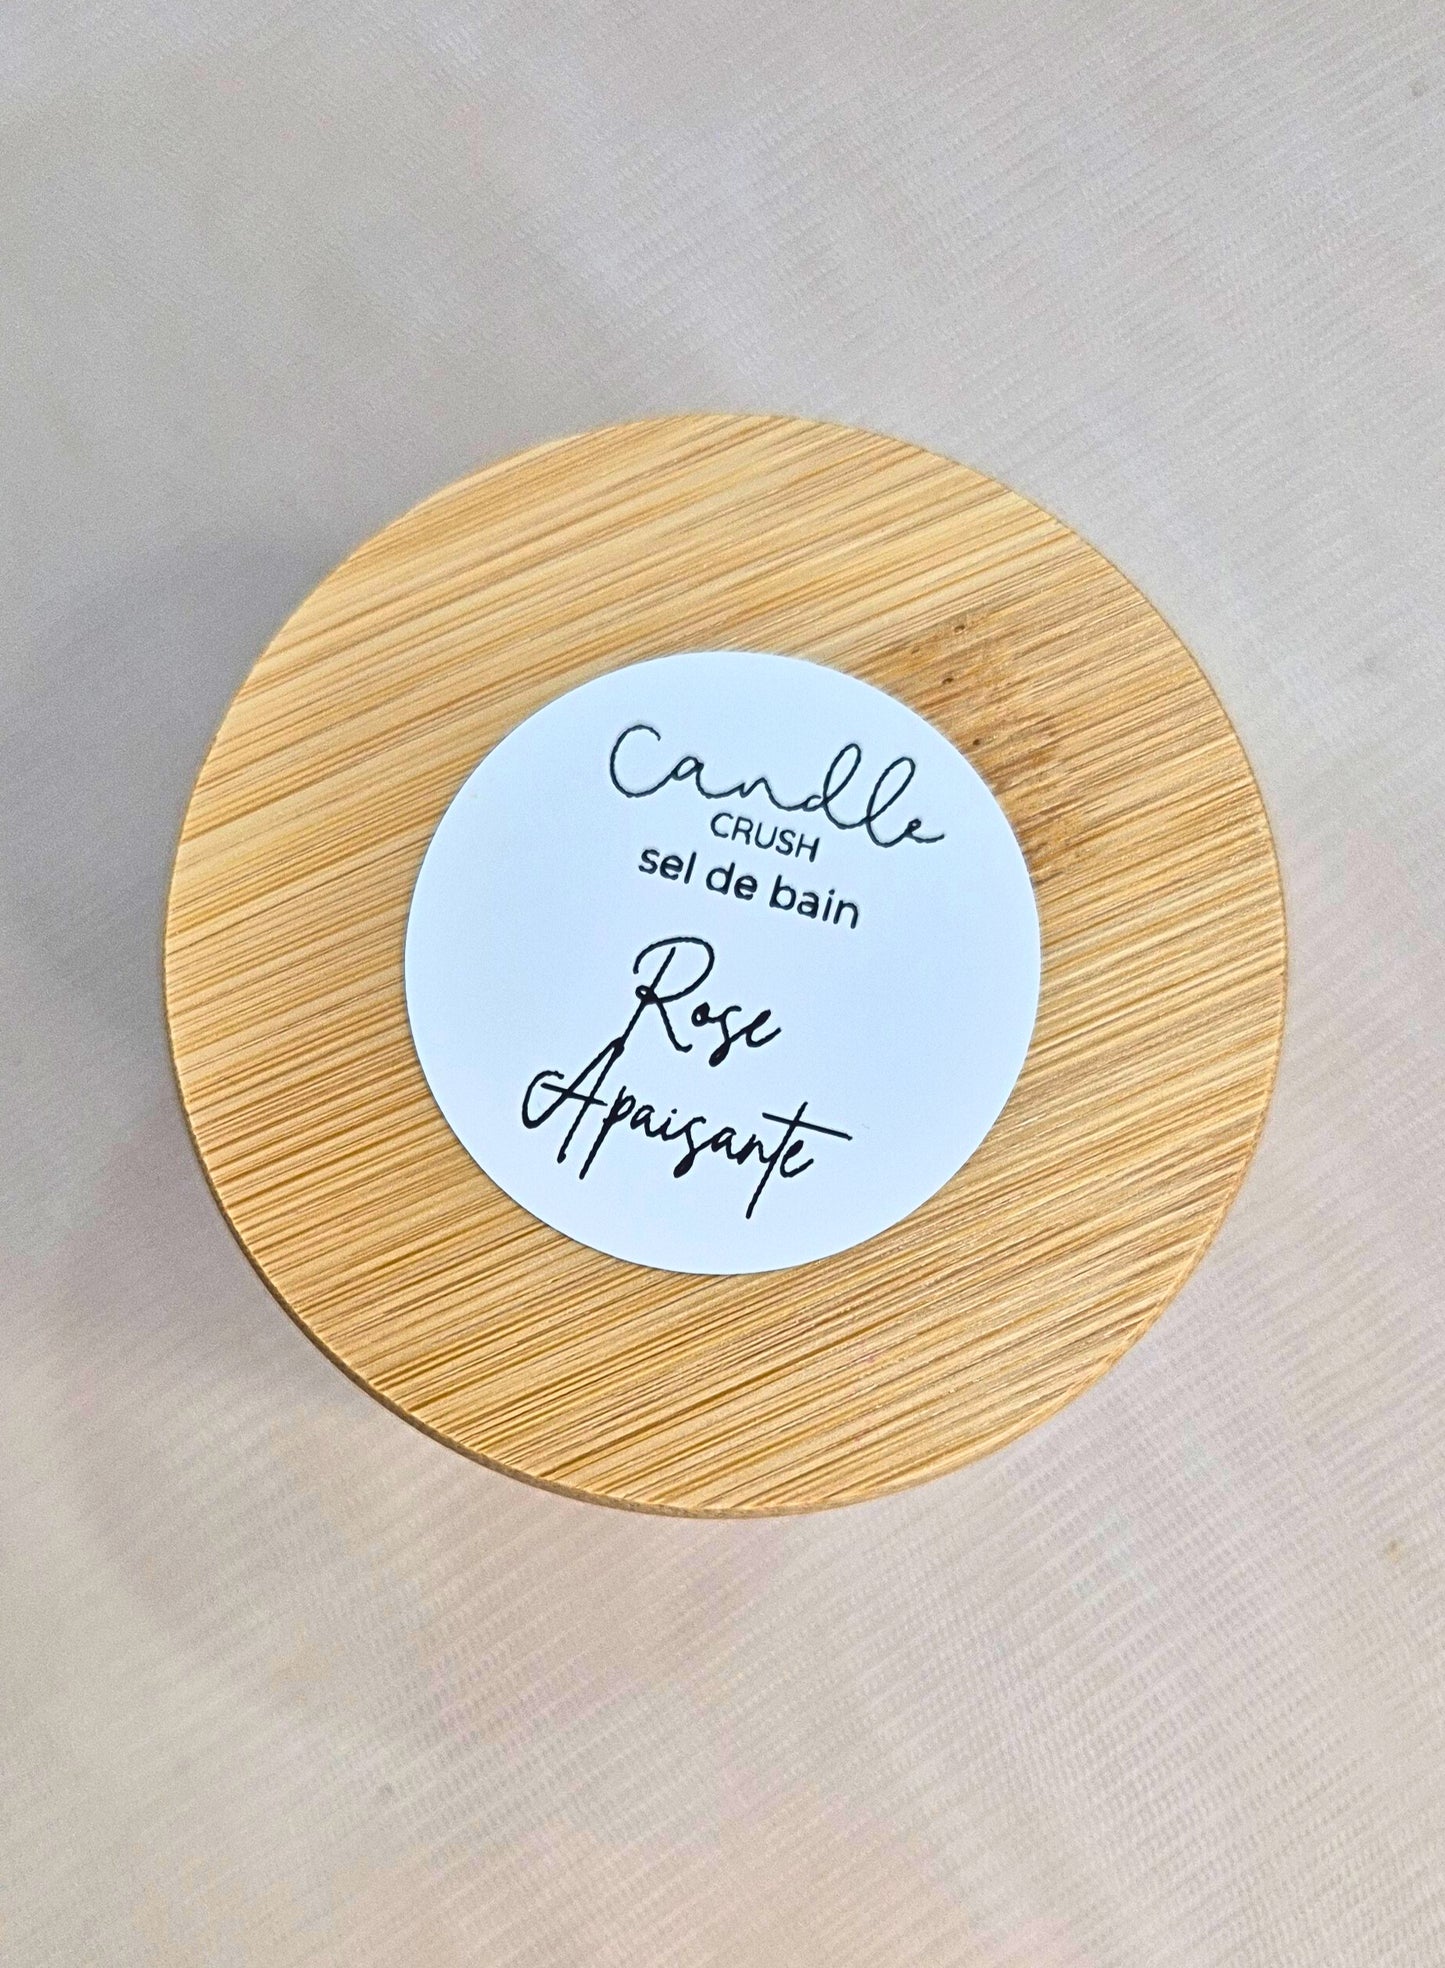 Candle
CRUSH
sel de bain
Rose
Apaisante